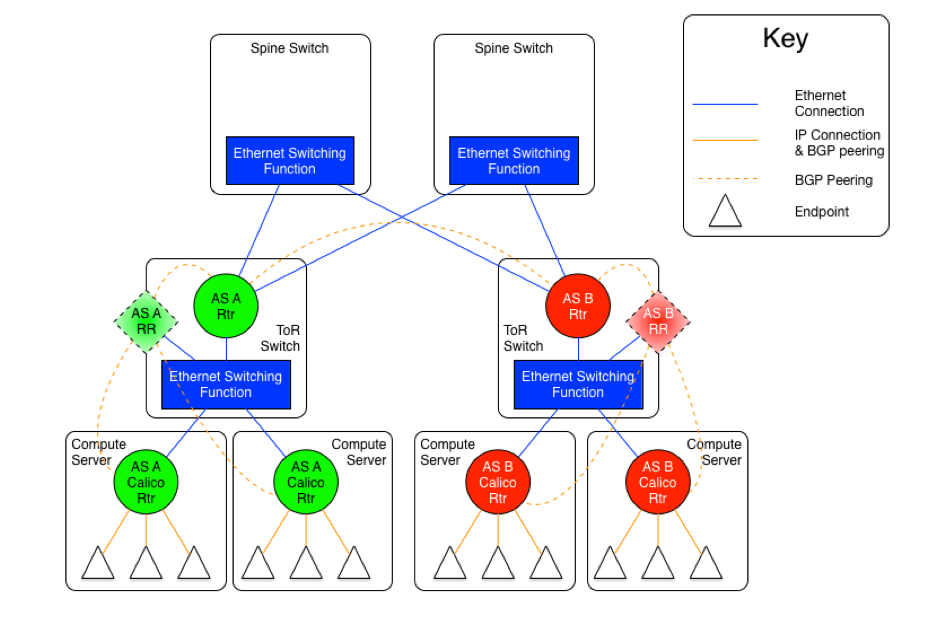 Spine Switch
Spine Switch
Key
Ethernet
Connection
IP Connection
& BGP peering
BGP Peering
Endpoint
Ethernet Switching
Function
Ethernet Switching
Function
AS A
RR
AS A
Rtr
ToR
Switch
Ethernet Switching
Function
AS B
Rtr
AS B
RR
ToR
Switch
Ethernet Switching
Function
Compute
Server
AS A
Calico
Rtr
Compute
Server
AS A
Calico
Rtr
Compute
Server
AS B
Calico
Rtr
Compute
Server
AS B
Calico
Rtr